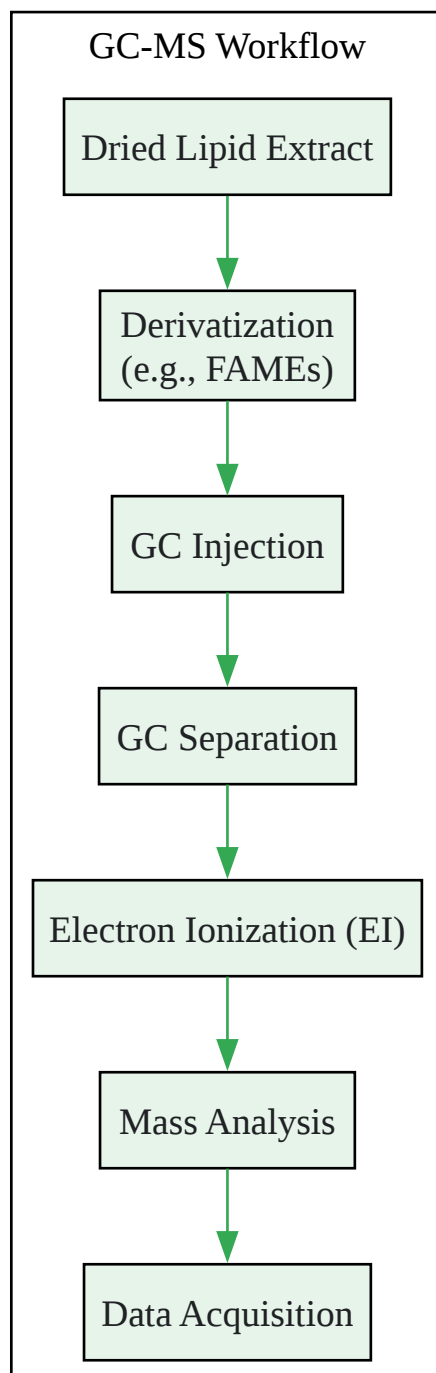 GC-MS Workflow
Dried Lipid Extract
Derivatization
(e.g., FAMEs)
GC Injection
GC Separation
Electron Ionization (EI)
Mass Analysis
Data Acquisition